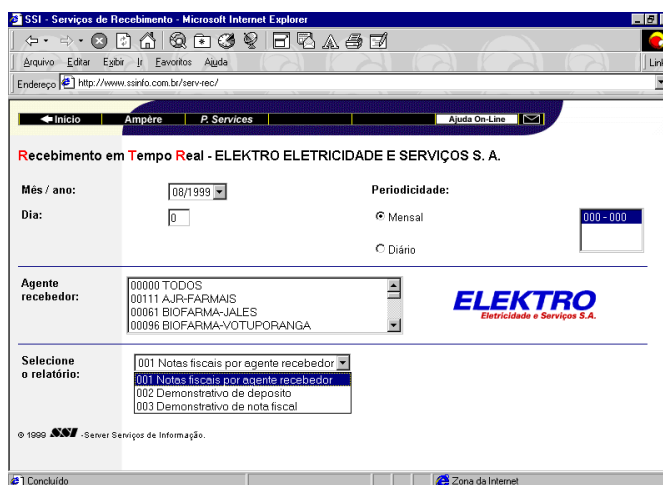 SSI - Serviços de Recebimento - Microsoft Internet Explorer
Arquivo Editar Exibir Ir Favoritos Ajuda
Link
Endereço http://www.ssinfo.com.br/serv-rec/
Início Ampère P. Services Ajuda On-Line
Recebimento em Tempo Real - ELEKTRO ELETRICIDADE E SERVIÇOS S. A.
Mês / ano: 08/1999 Periodicidade:
Dia: 0 Mensal 000 - 000
Diário
Agente recebedor:
00000 TODOS
00111 AJR-FARMAIS
00061 BIOFARMA-JALES
00096 BIOFARMA-VOTUPORANGA
ELEKTRO
Eletricidade e Serviços S.A.
Selecione
o relatório:
001 Notas fiscais por agente recebedor
001 Notas fiscais por agente recebedor
002 Demonstrativo de deposito
003 Demonstrativo de nota fiscal
© 1999 SSI -Server Serviços de Informação.
Concluído Zona da Internet